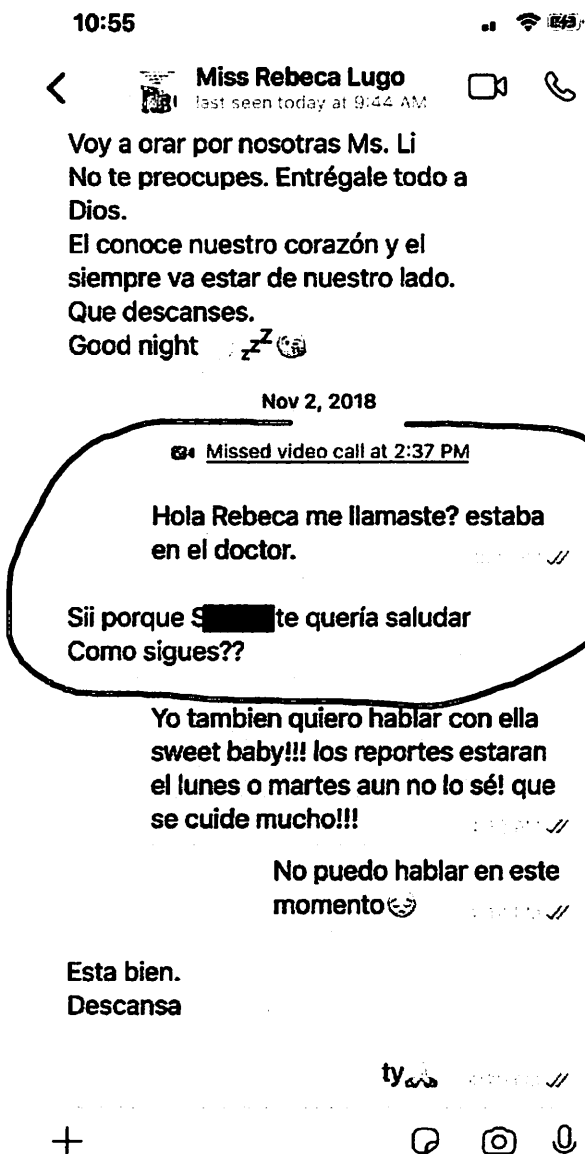 10:55
Miss Rebeca Lugo
last seen today at 9:44 AM
Voy a orar por nosotras Ms. Li
No te preocupes. Entrégale todo a
Dios.
El conoce nuestro corazón y el
siempre va estar de nuestro lado.
Que descanses.
Good night zzZ
Nov 2, 2018
Missed video call at 2:37 PM
Hola Rebeca me llamaste? estaba
en el doctor.
Sii porque S te quería saludar
Como sigues??
Yo tambien quiero hablar con ella
sweet baby!!! los reportes estaran
el lunes o martes aun no lo sé! que
se cuide mucho!!!
No puedo hablar en este
momento
Esta bien.
Descansa
ty